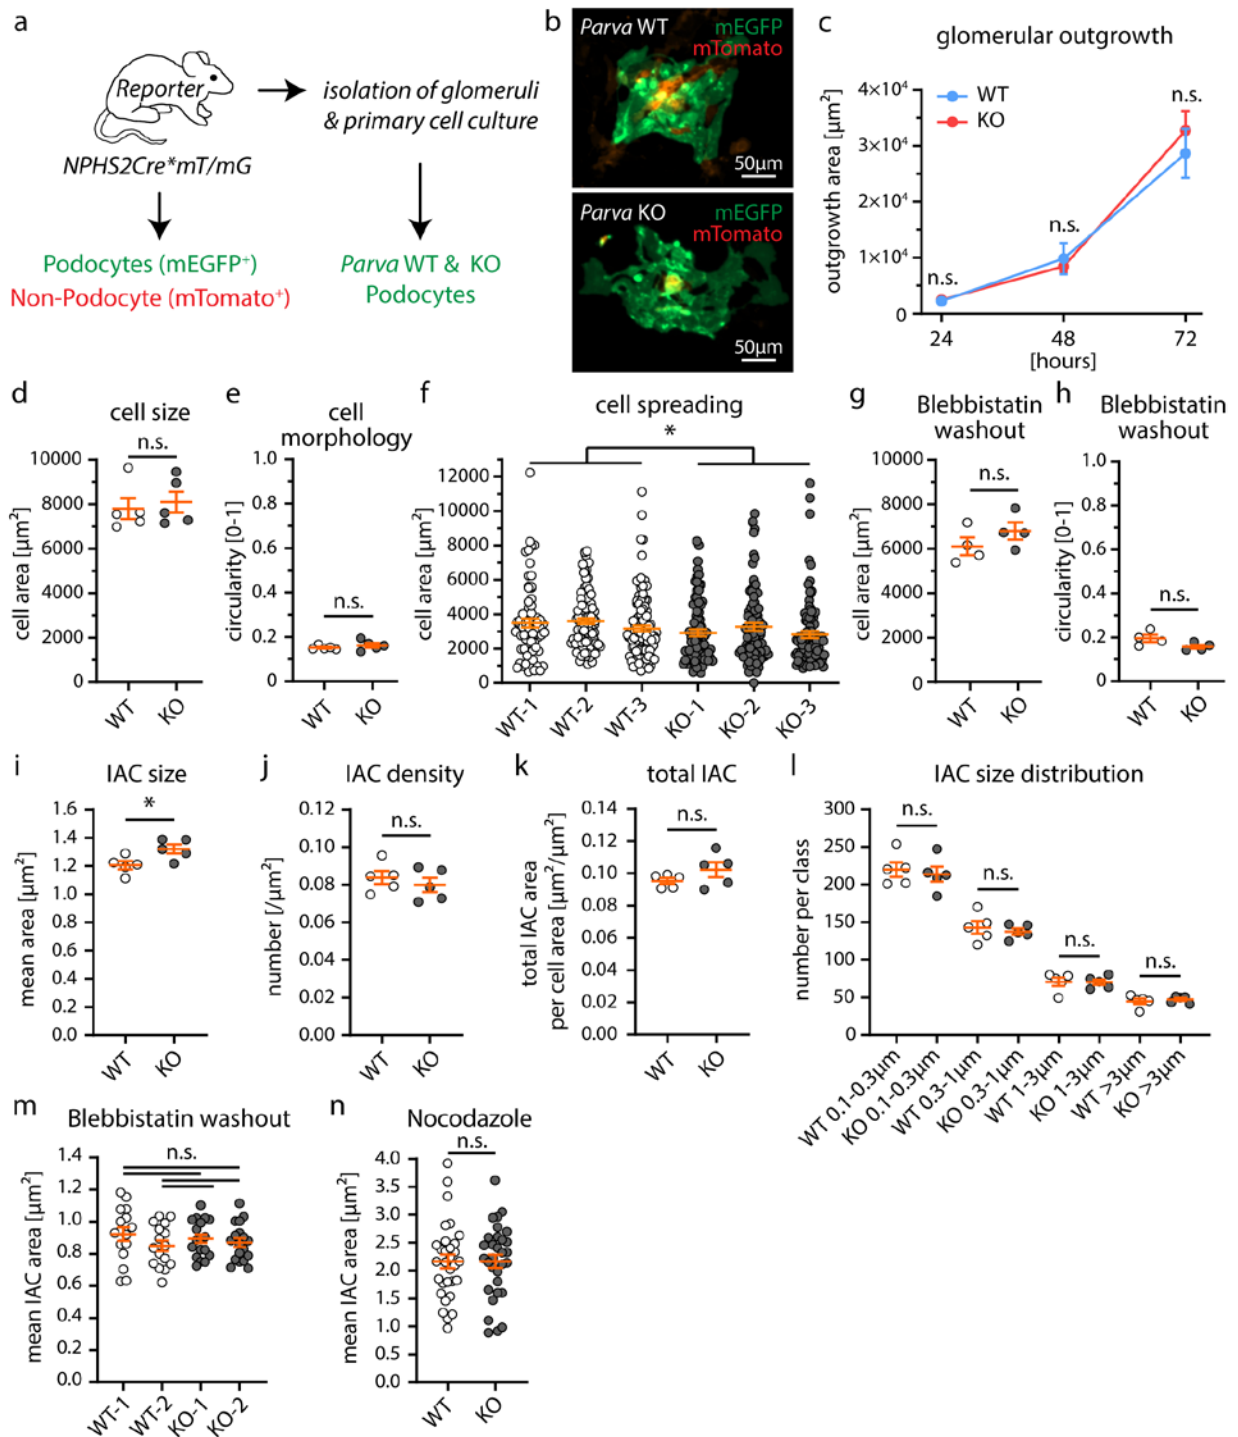 a
Reporter
NPHS2Cre*mT/mG
isolation of glomeruli
& primary cell culture
Podocytes (mEGFP⁺)
Non-Podocyte (mTomato⁺)
Parva WT & KO
Podocytes
b
Parva WT
mEGFP
mTomato
50µm
Parva KO
mEGFP
mTomato
50µm
c
glomerular outgrowth
outgrowth area [µm²]
4×10⁴
3×10⁴
2×10⁴
1×10⁴
0
WT
KO
n.s.
n.s.
n.s.
24
48
72
[hours]
d
cell size
n.s.
cell area [µm²]
10000
8000
6000
4000
2000
0
WT
KO
e
cell
morphology
n.s.
circularity [0-1]
1.0
0.8
0.6
0.4
0.2
0
WT
KO
f
cell spreading
*
cell area [µm²]
12000
10000
8000
6000
4000
2000
0
WT-1
WT-2
WT-3
KO-1
KO-2
KO-3
g
Blebbistatin
washout
n.s.
cell area [µm²]
10000
8000
6000
4000
2000
0
WT
KO
h
Blebbistatin
washout
n.s.
circularity [0-1]
1.0
0.8
0.6
0.4
0.2
0
WT
KO
i
IAC size
*
mean area [µm²]
1.6
1.4
1.2
1.0
0.8
0.6
0.4
0.2
0.0
WT
KO
j
IAC density
n.s.
number [/µm²]
0.12
0.10
0.08
0.06
0.04
0.02
0.00
WT
KO
k
total IAC
n.s.
total IAC area
per cell area [µm²/µm²]
0.14
0.12
0.10
0.08
0.06
0.04
0.02
0.00
WT
KO
l
IAC size distribution
n.s.
n.s.
n.s.
n.s.
number per class
300
250
200
150
100
50
0
WT 0.1-0.3µm
KO 0.1-0.3µm
WT 0.3-1µm
KO 0.3-1µm
WT 1-3µm
KO 1-3µm
WT >3µm
KO >3µm
m
Blebbistatin washout
n.s.
mean IAC area [µm²]
1.4
1.2
1.0
0.8
0.6
0.4
0.2
0.0
WT-1
WT-2
KO-1
KO-2
n
Nocodazole
n.s.
mean IAC area [µm²]
4.0
3.5
3.0
2.5
2.0
1.5
1.0
0.5
0.0
WT
KO